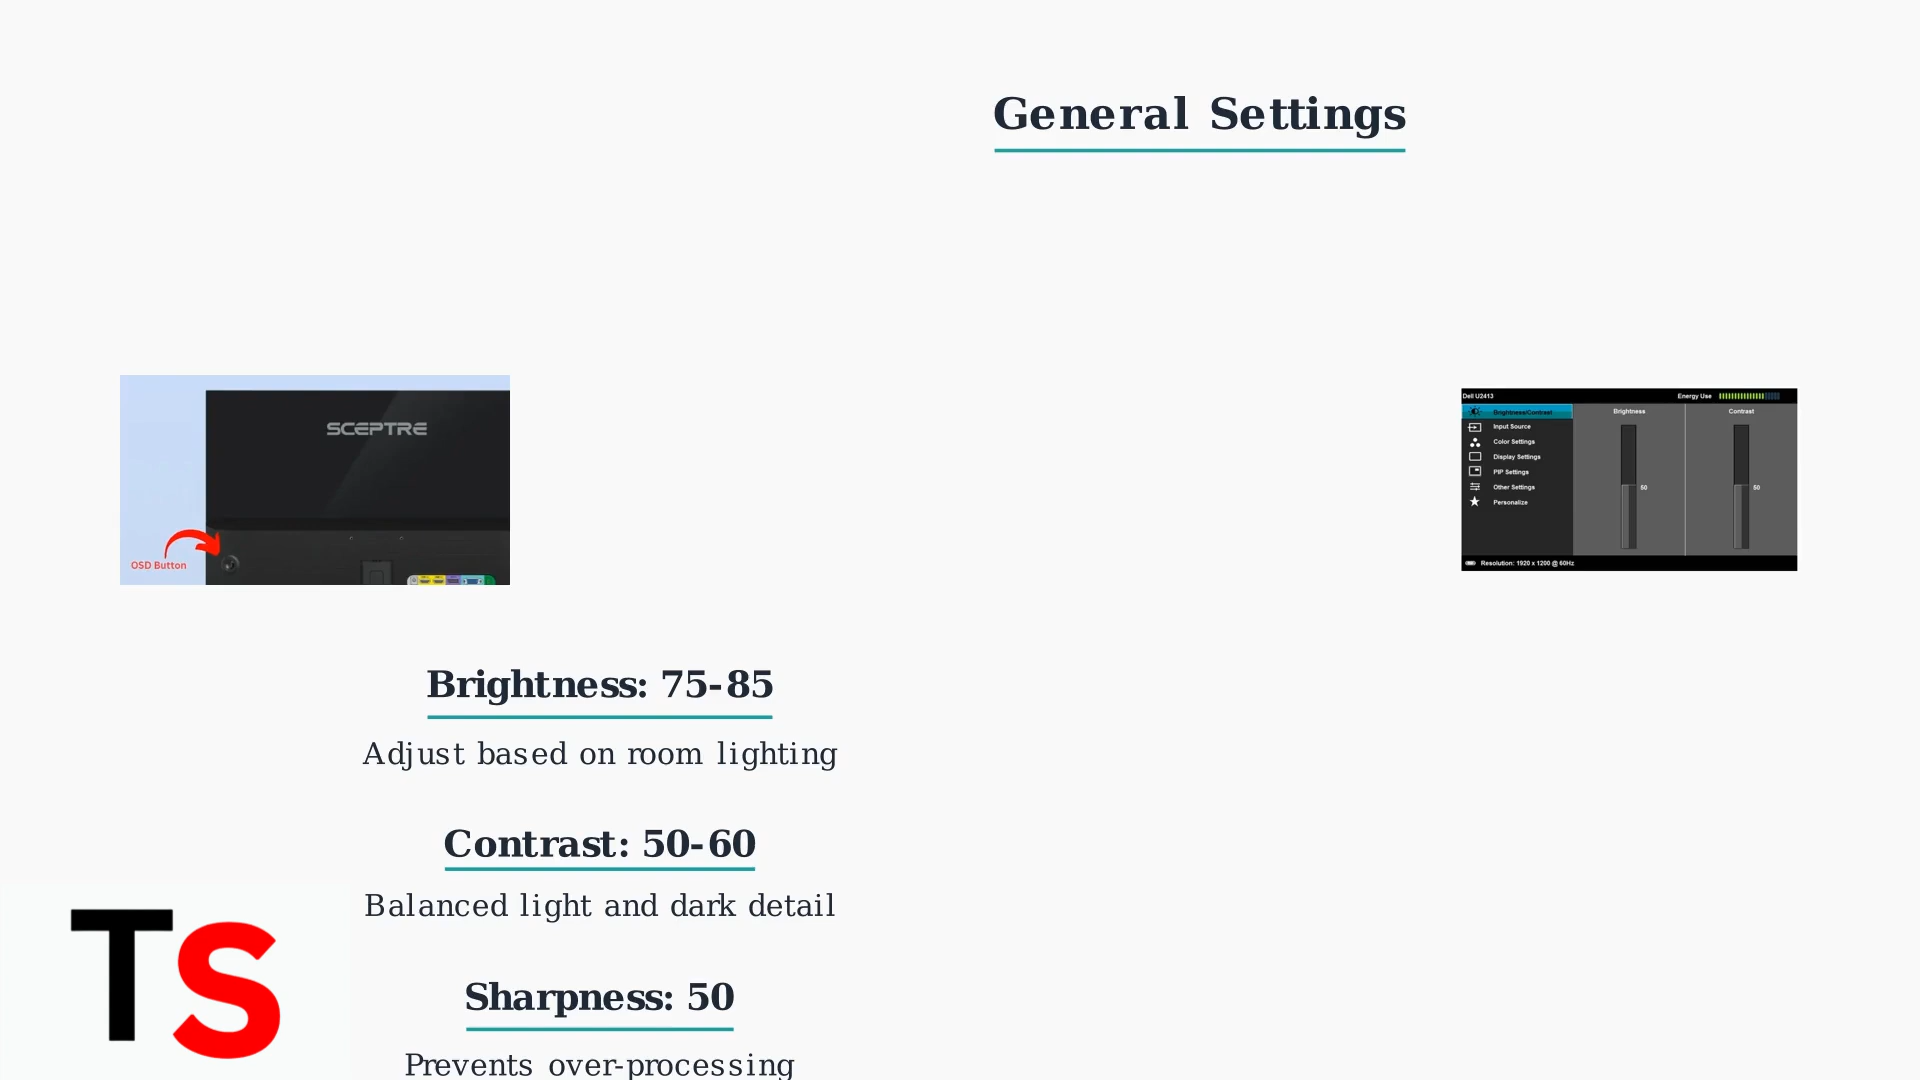 General Settings
SCEPTRE
OSD Button
Dell U2413
Energy Use
Brightness/Contrast
Brightness
Contrast
Input Source
Color Settings
Display Settings
PIP Settings
Other Settings
Personalize
50
50
Resolution: 1920 x 1200 @ 60Hz
Brightness: 75-85
Adjust based on room lighting
Contrast: 50-60
Balanced light and dark detail
Sharpness: 50
Prevents over-processing
TS